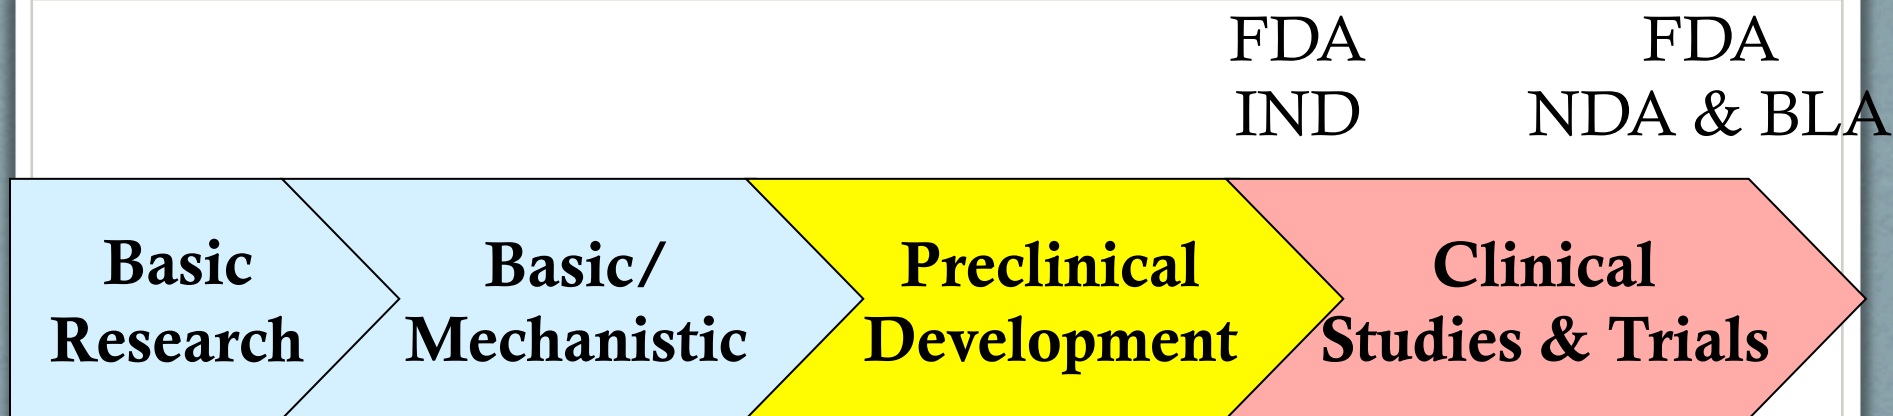 FDA
IND
FDA
NDA & BLA
Basic
Research
Basic/
Mechanistic
Preclinical
Development
Clinical
Studies & Trials